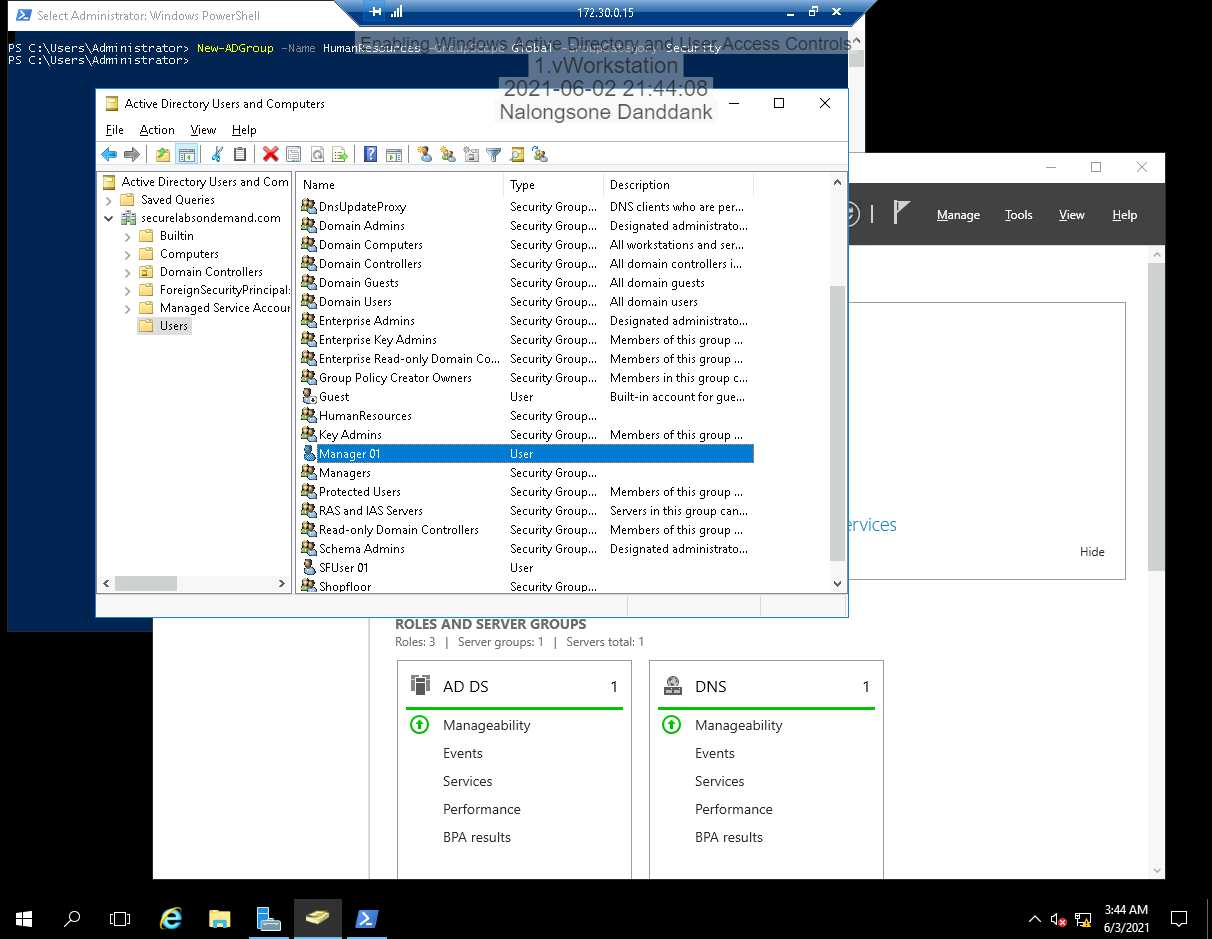 Select Administrator: Windows PowerShell
172.30.0.15
PS C:\Users\Administrator> New-ADGroup -Name HumanResources -GroupScope Global -GroupCategory Security
PS C:\Users\Administrator>
Enabling Windows Active Directory and User Access Controls
1.vWorkstation
2021-06-02 21:44:08
Nalongsone Danddank
Active Directory Users and Computers
File Action View Help
Active Directory Users and Com
Saved Queries
securelabsondemand.com
Builtin
Computers
Domain Controllers
ForeignSecurityPrincipals
Managed Service Accoun
Users
Name Type Description
DnsUpdateProxy Security Group... DNS clients who are per...
Domain Admins Security Group... Designated administrato...
Domain Computers Security Group... All workstations and ser...
Domain Controllers Security Group... All domain controllers i...
Domain Guests Security Group... All domain guests
Domain Users Security Group... All domain users
Enterprise Admins Security Group... Designated administrato...
Enterprise Key Admins Security Group... Members of this group ...
Enterprise Read-only Domain Co... Security Group... Members of this group ...
Group Policy Creator Owners Security Group... Members in this group c...
Guest User Built-in account for gue...
HumanResources Security Group...
Key Admins Security Group... Members of this group ...
Manager 01 User
Managers Security Group...
Protected Users Security Group... Members of this group ...
RAS and IAS Servers Security Group... Servers in this group can...
Read-only Domain Controllers Security Group... Members of this group ...
Schema Admins Security Group... Designated administrato...
SFUser 01 User
Shopfloor Security Group...
Manage Tools View Help
ervices
Hide
ROLES AND SERVER GROUPS
Roles: 3 | Server groups: 1 | Servers total: 1
AD DS 1
Manageability
Events
Services
Performance
BPA results
DNS 1
Manageability
Events
Services
Performance
BPA results
3:44 AM
6/3/2021